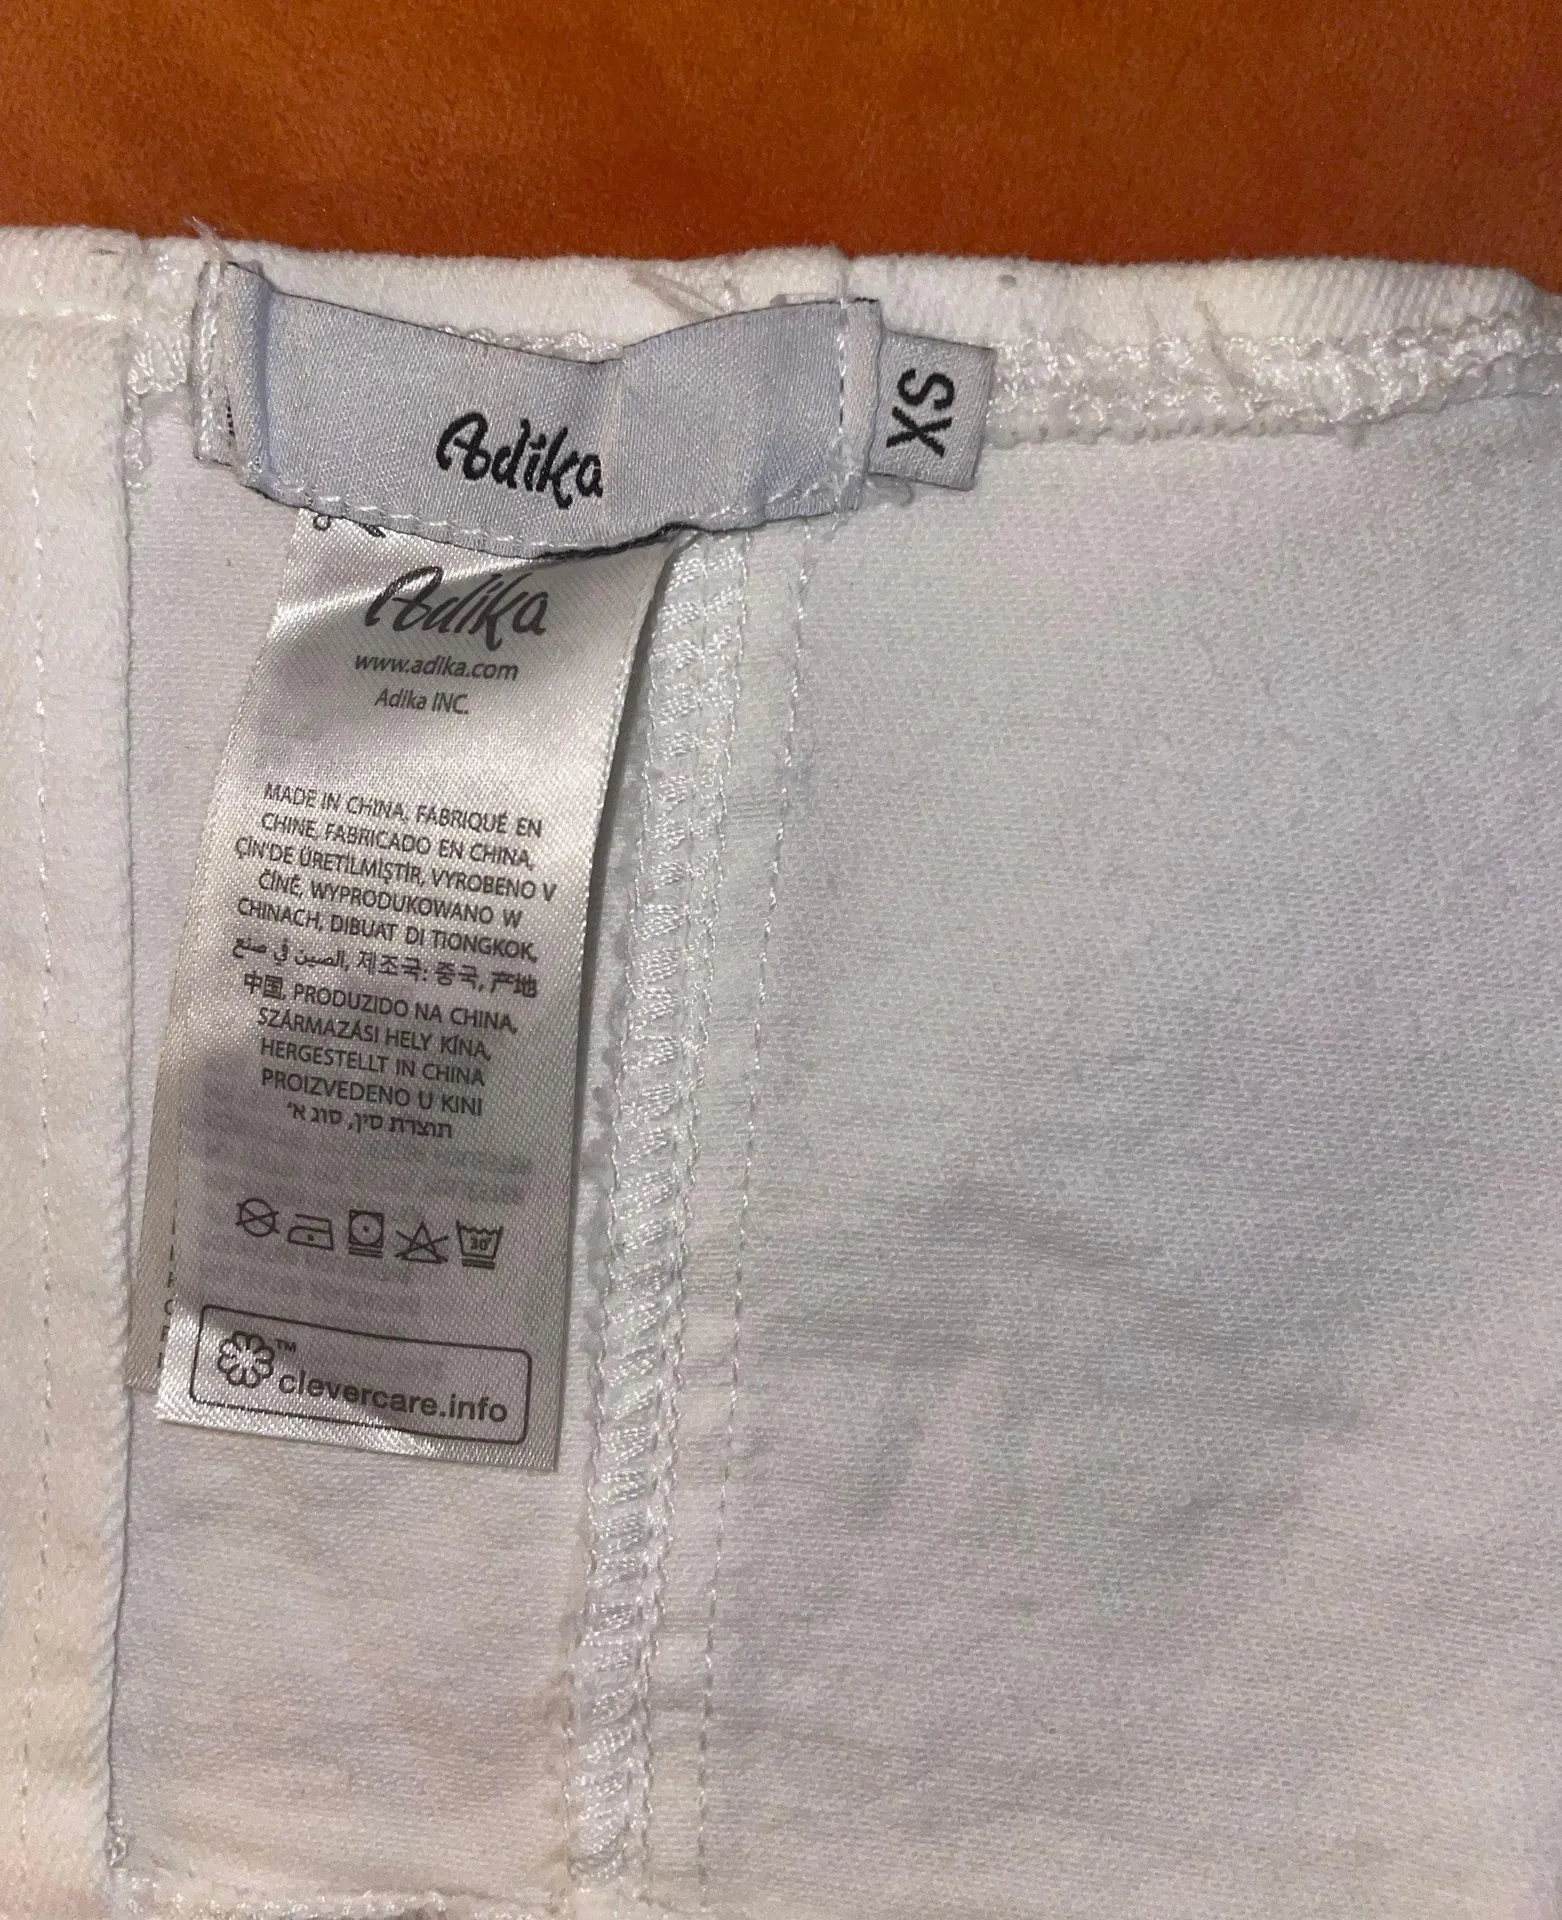 Adika
XS
Adika
www.adika.com
Adika INC.
MADE IN CHINA, FABRIQUÉ EN
CHINE, FABRICADO EN CHINA,
ÇİN'DE ÜRETİLMİŞTİR, VYROBENO V
ČÍNĚ, WYPRODUKOWANO W
CHINACH, DIBUAT DI TIONGKOK,
الصين في صنع, 제조국: 중국, 产地
中国, PRODUZIDO NA CHINA,
SZÁRMAZÁSI HELY KÍNA,
HERGESTELLT IN CHINA
PROIZVEDENO U KINI
תוצרת סין, סוג א'
30°
™
clevercare.info